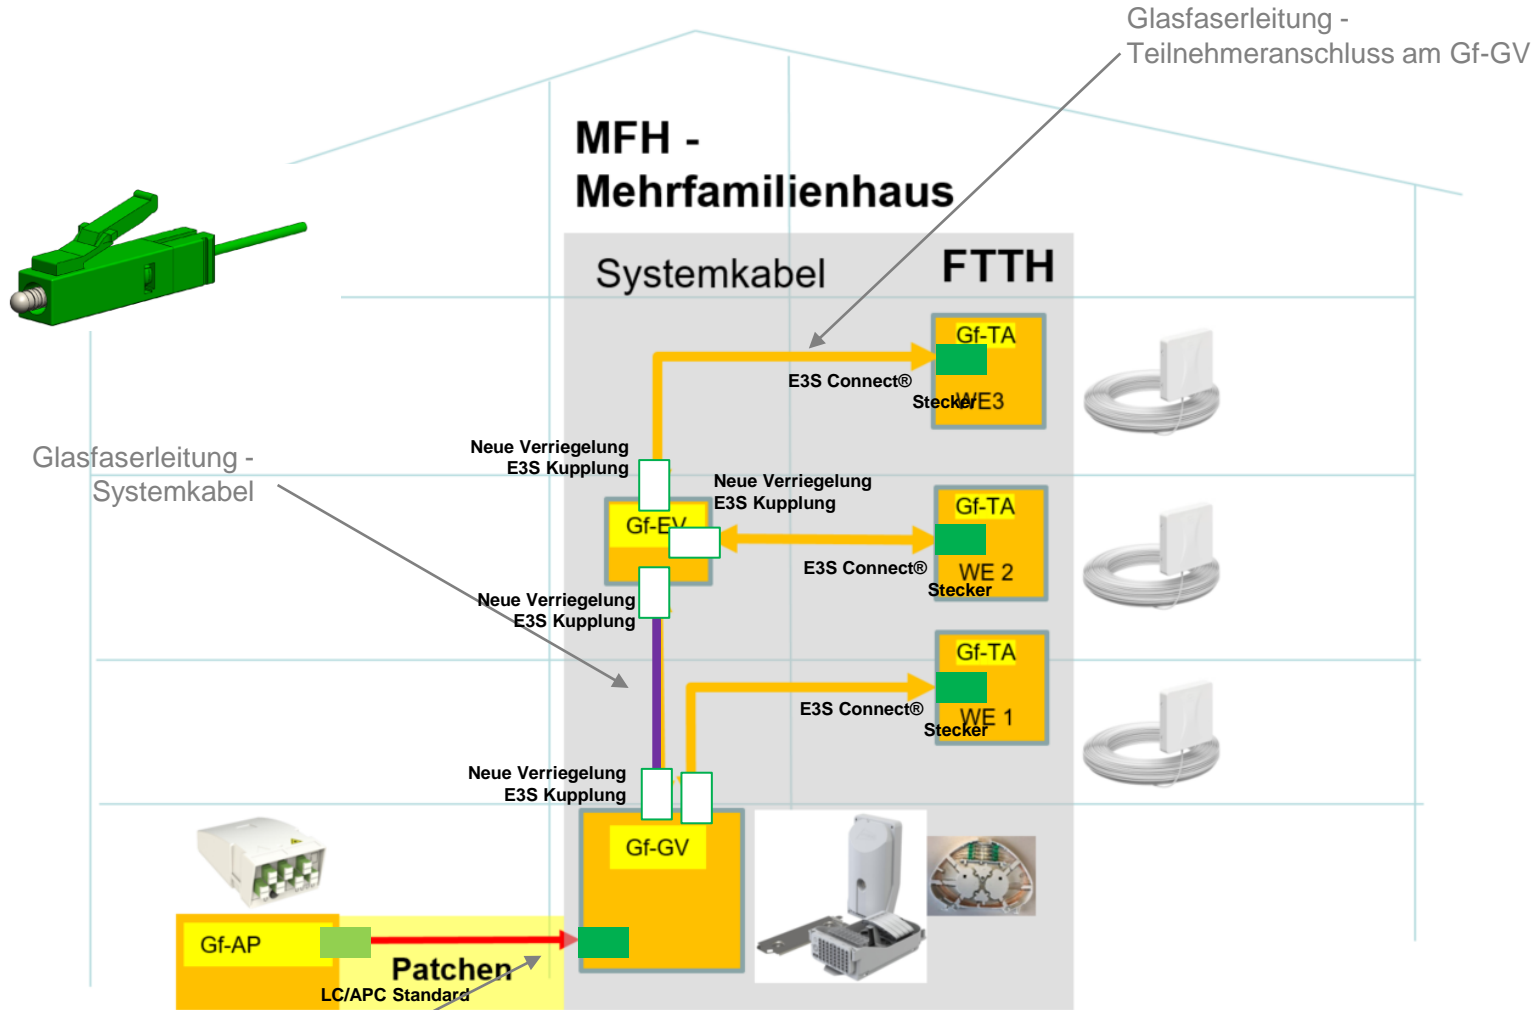 Glasfaserleitung -
Teilnehmeranschluss am Gf-GV
MFH -
Mehrfamilienhaus
Systemkabel
FTTH
Gf-TA
E3S Connect®
Stecker
WE3
Neue Verriegelung
E3S Kupplung
Glasfaserleitung -
Systemkabel
Neue Verriegelung
E3S Kupplung
Gf-EV
Gf-TA
E3S Connect®
Stecker
WE 2
Neue Verriegelung
E3S Kupplung
Gf-TA
E3S Connect®
Stecker
WE 1
Neue Verriegelung
E3S Kupplung
Gf-GV
Gf-AP
Patchen
LC/APC Standard